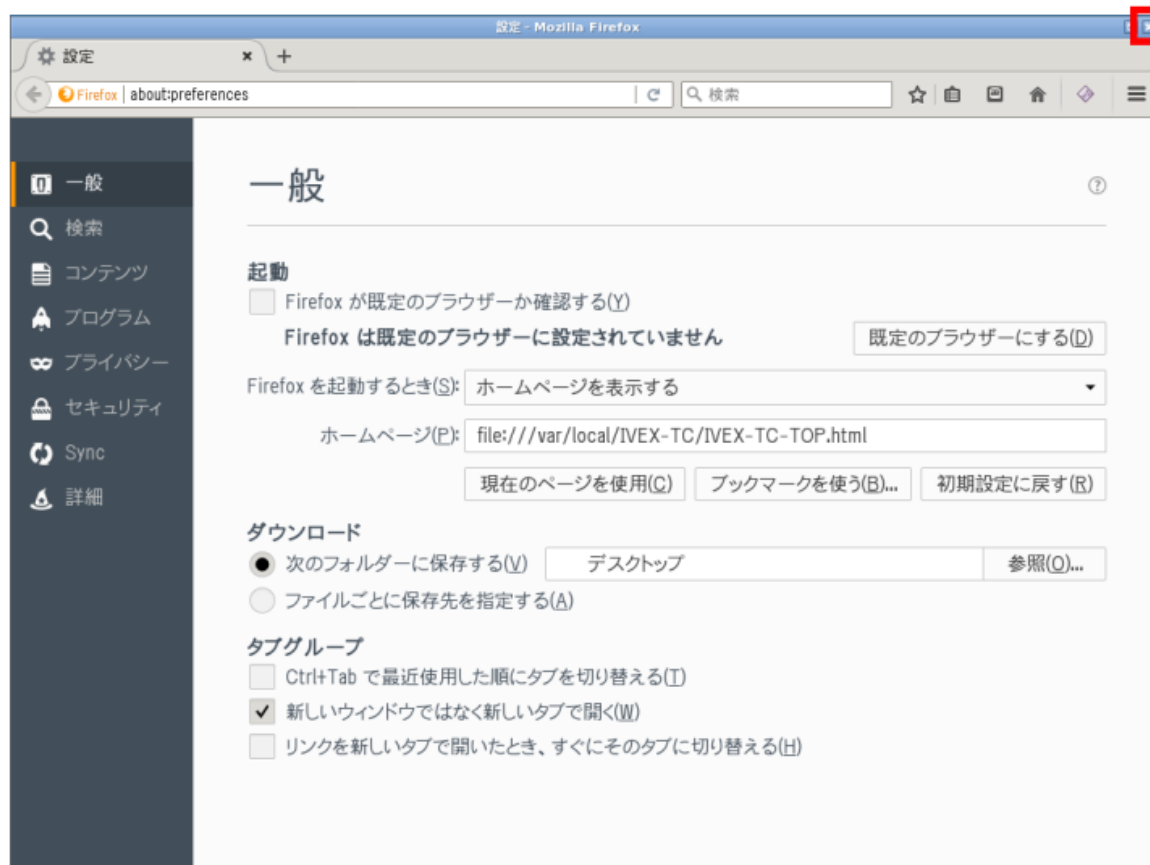 設定 - Mozilla Firefox
設定
Firefox about:preferences
検索
一般
検索
コンテンツ
プログラム
プライバシー
セキュリティ
Sync
詳細
一般
起動
Firefox が既定のブラウザーか確認する(Y)
Firefox は既定のブラウザーに設定されていません
既定のブラウザーにする(D)
Firefox を起動するとき(S): ホームページを表示する
ホームページ(P): file:///var/local/IVEX-TC/IVEX-TC-TOP.html
現在のページを使用(C) ブックマークを使う(B)... 初期設定に戻す(R)
ダウンロード
次のフォルダーに保存する(V) デスクトップ 参照(O)...
ファイルごとに保存先を指定する(A)
タブグループ
Ctrl+Tab で最近使用した順にタブを切り替える(T)
新しいウィンドウではなく新しいタブで開く(W)
リンクを新しいタブで開いたとき、すぐにそのタブに切り替える(H)